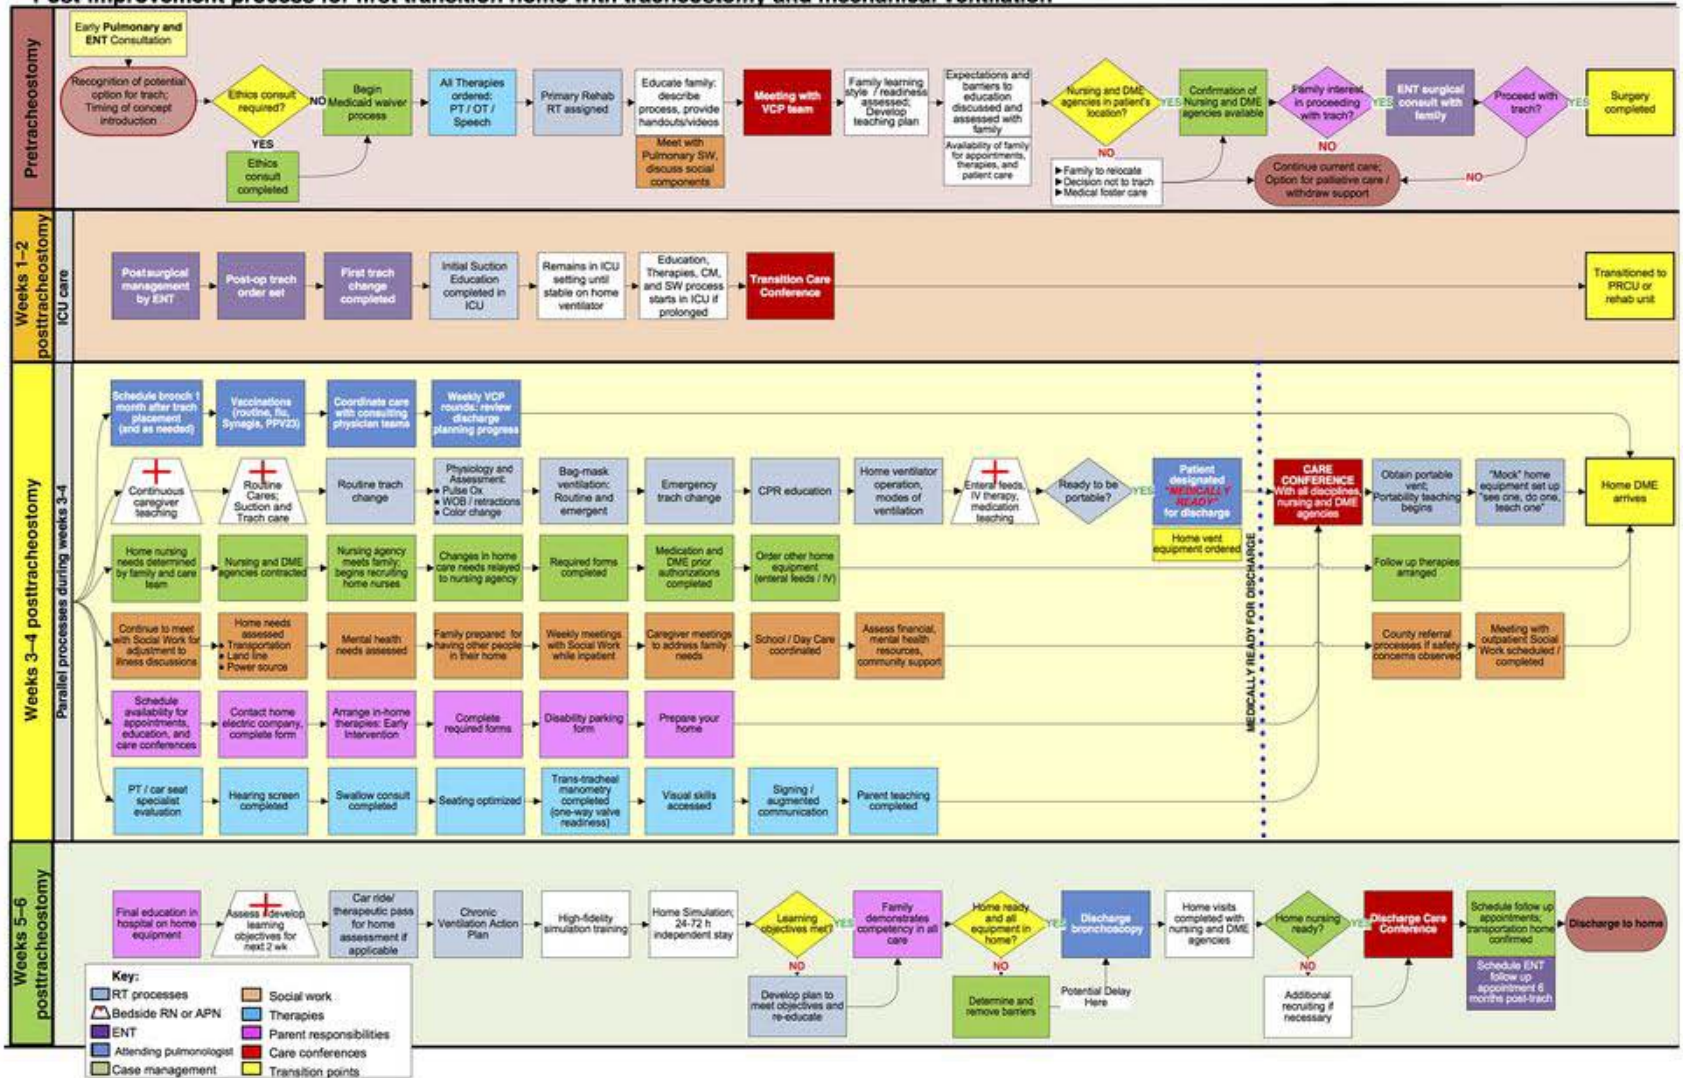 Post-improvement process for first transition home with tracheostomy and mechanical ventilation
Pretracheostomy
Early Pulmonary and
ENT Consultation
Recognition of potential
option for trach;
Timing of concept
introduction
Ethics consult
required?
NO
YES
Ethics
consult
completed
Begin
Medicaid waiver
process
All Therapies
ordered:
PT / OT /
Speech
Primary Rehab
RT assigned
Educate family:
describe
process, provide
handouts/videos
Meet with
Pulmonary SW,
discuss social
components
Meeting with
VCP team
Family learning
style / readiness
assessed;
Develop
teaching plan
Expectations and
barriers to
education
discussed and
assessed with
family
Availability of family
for appointments,
therapies, and
patient care
Nursing and DME
agencies in patient's
location?
YES
NO
►Family to relocate
►Decision not to trach
►Medical foster care
Confirmation of
Nursing and DME
agencies available
Family interest
in proceeding
with trach?
YES
NO
Continue current care;
Option for palliative care /
withdraw support
ENT surgical
consult with
family
Proceed with
trach?
YES
NO
Surgery
completed
Weeks 1–2
posttracheostomy
ICU care
Postsurgical
management
by ENT
Post-op trach
order set
First trach
change
completed
Initial Suction
Education
completed in
ICU
Remains in ICU
setting until
stable on home
ventilator
Education,
Therapies, CM,
and SW process
starts in ICU if
prolonged
Transition Care
Conference
Transitioned to
PRCU or
rehab unit
Weeks 3–4 posttracheostomy
Parallel processes during weeks 3-4
Schedule bronch 1
month after trach
placement
(and as needed)
Vaccinations
(routine, flu,
Synagis, PPV23)
Coordinate care
with consulting
physician teams
Weekly VCP
rounds: review
discharge
planning progress
Continuous
caregiver
teaching
Routine
Cares;
Suction and
Trach care
Routine trach
change
Physiology and
Assessment:
• Pulse Ox
• WOB / retractions
• Color change
Bag-mask
ventilation:
Routine and
emergent
Emergency
trach change
CPR education
Home ventilator
operation,
modes of
ventilation
Enteral feeds,
IV therapy,
medication
teaching
Ready to be
portable?
YES
Patient
designated
"MEDICALLY
READY"
for discharge
Home vent
equipment ordered
MEDICALLY READY FOR DISCHARGE
CARE
CONFERENCE
With all disciplines,
nursing and DME
agencies
Obtain portable
vent;
Portability teaching
begins
"Mock" home
equipment set up
"see one, do one,
teach one"
Home DME
arrives
Home nursing
needs determined
by family and care
team
Nursing and DME
agencies contracted
Nursing agency
meets family;
begins recruiting
home nurses
Changes in home
care needs relayed
to nursing agency
Required forms
completed
Medication and
DME prior
authorizations
completed
Order other home
equipment
(enteral feeds / IV)
Follow up therapies
arranged
Continue to meet
with Social Work for
adjustment to
illness discussions
Home needs
assessed
• Transportation
• Land line
• Power source
Mental health
needs assessed
Family prepared for
having other people
in their home
Weekly meetings
with Social Work
while inpatient
Caregiver meetings
to address family
needs
School / Day Care
coordinated
Assess financial,
mental health
resources,
community support
County referral
processes if safety
concerns observed
Meeting with
outpatient Social
Work scheduled /
completed
Schedule
availability for
appointments,
education, and
care conferences
Contact home
electric company,
complete form
Arrange in-home
therapies: Early
Intervention
Complete
required forms
Disability parking
form
Prepare your
home
PT / car seat
specialist
evaluation
Hearing screen
completed
Swallow consult
completed
Seating optimized
Trans-tracheal
manometry
completed
(one-way valve
readiness)
Visual skills
accessed
Signing /
augmented
communication
Parent teaching
completed
Weeks 5–6
posttracheostomy
Final education in
hospital on home
equipment
Assess / develop
learning
objectives for
next 2 wk
Car ride/
therapeutic pass
for home
assessment if
applicable
Chronic
Ventilation Action
Plan
High-fidelity
simulation training
Home Simulation;
24-72 h
independent stay
Learning
objectives met?
YES
NO
Develop plan to
meet objectives and
re-educate
Family
demonstrates
competency in all
care
Home ready
and all
equipment in
home?
YES
NO
Determine and
remove barriers
Discharge
bronchoscopy
Potential Delay
Here
Home visits
completed with
nursing and DME
agencies
Home nursing
ready?
YES
NO
Additional
recruiting if
necessary
Discharge Care
Conference
Schedule follow up
appointments;
transportation home
confirmed
Schedule ENT
follow up
appointment 6
months post-trach
Discharge to home
Key:
RT processes
Bedside RN or APN
ENT
Attending pulmonologist
Case management
Social work
Therapies
Parent responsibilities
Care conferences
Transition points